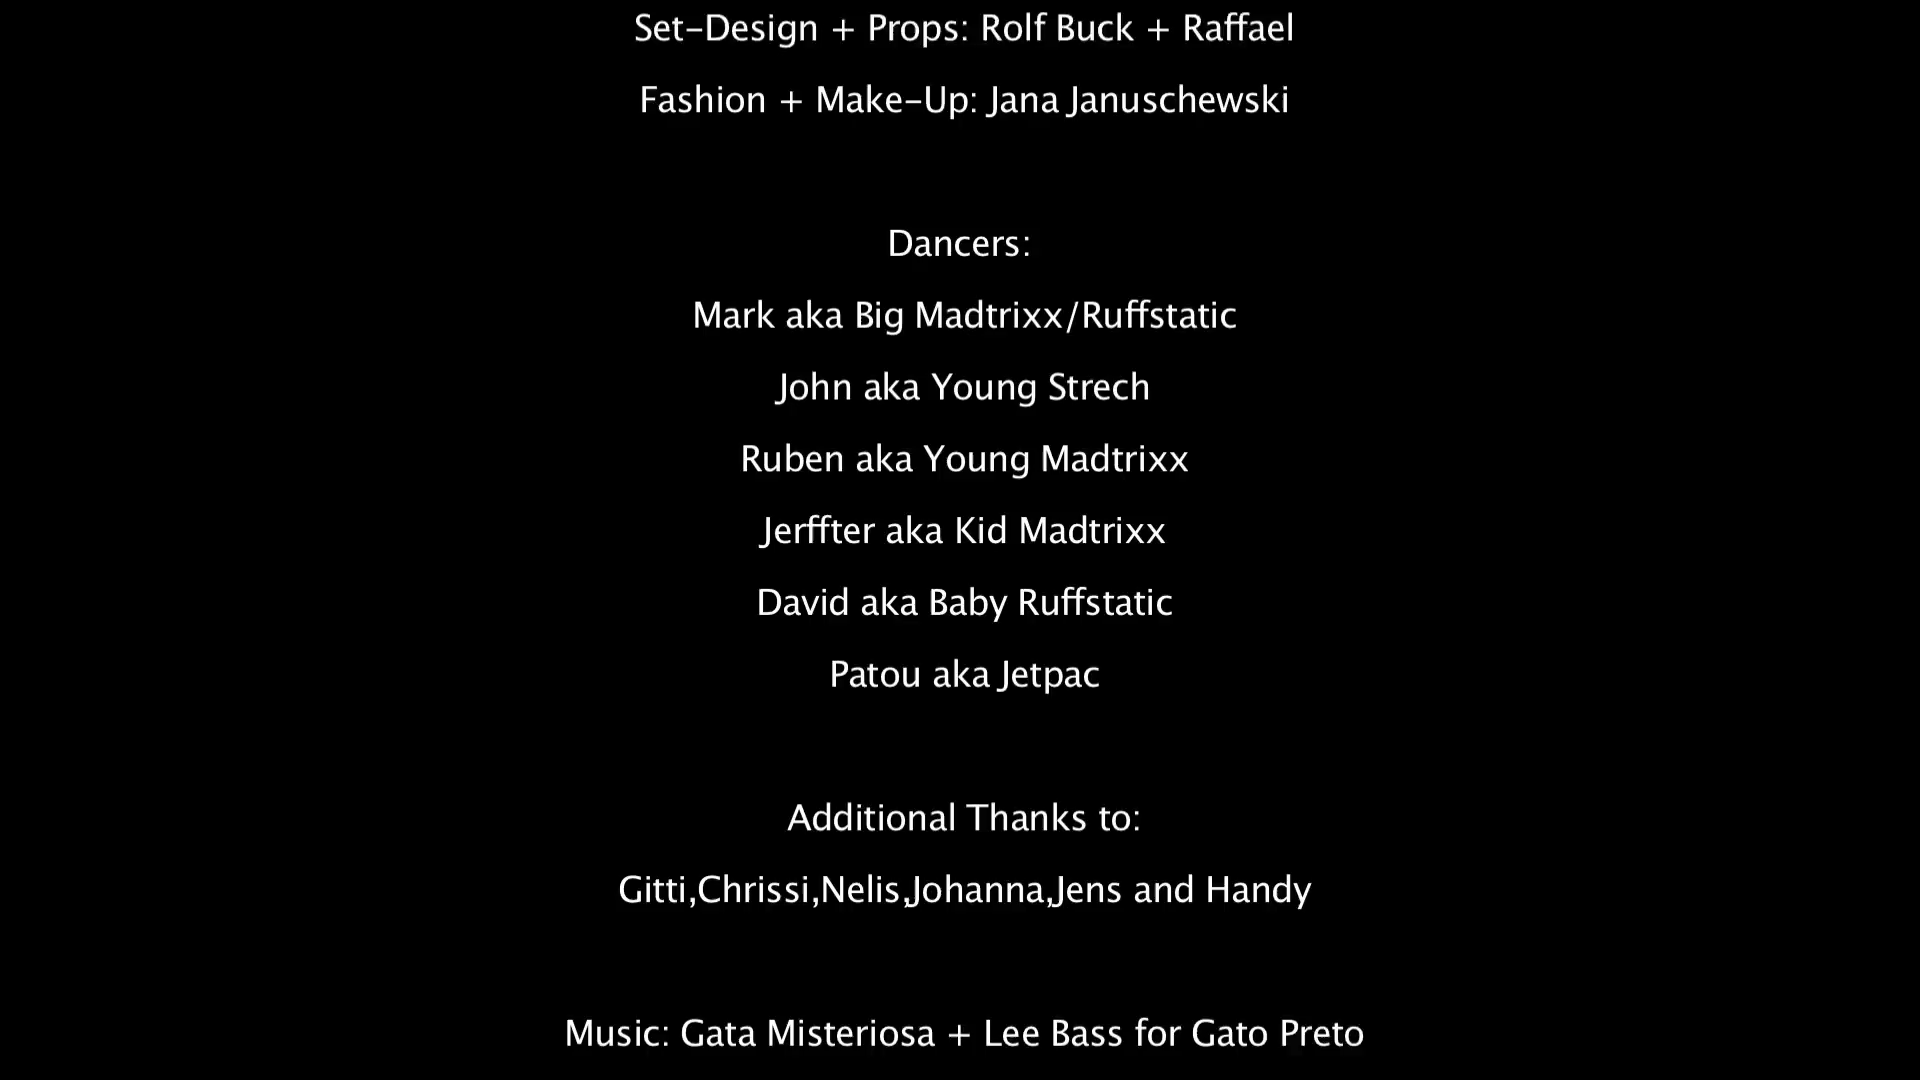 Set-Design + Props: Rolf Buck + Raffael
Fashion + Make-Up: Jana Januschewski
Dancers:
Mark aka Big Madtrixx/Ruffstatic
John aka Young Strech
Ruben aka Young Madtrixx
Jerffter aka Kid Madtrixx
David aka Baby Ruffstatic
Patou aka Jetpac
Additional Thanks to:
Gitti,Chrissi,Nelis,Johanna,Jens and Handy
Music: Gata Misteriosa + Lee Bass for Gato Preto